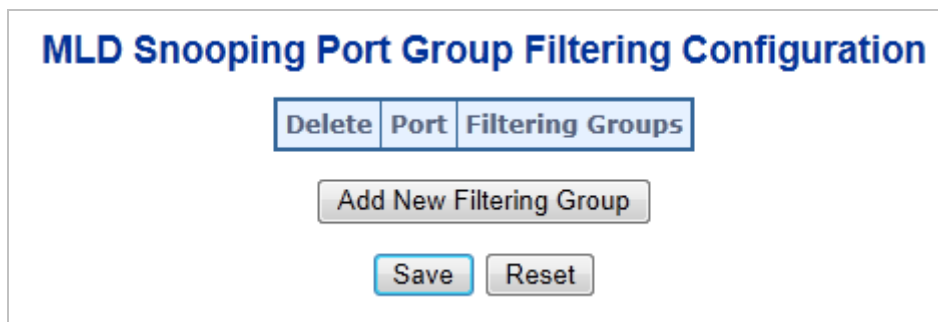 MLD Snooping Port Group Filtering Configuration
Delete Port Filtering Groups
Add New Filtering Group
Save Reset